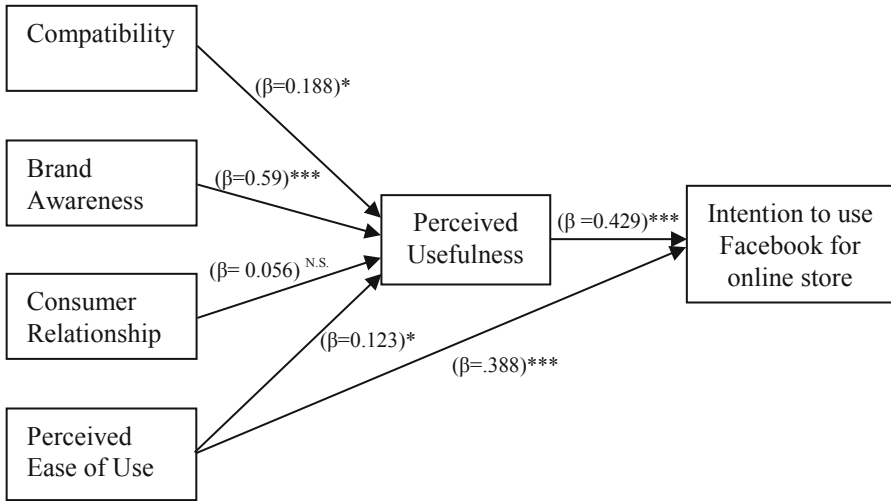 Compatibility
(β=0.188)*
Brand
Awareness
(β=0.59)***
Perceived
Usefulness
(β =0.429)***
Intention to use
Facebook for
online store
(β= 0.056) N.S.
Consumer
Relationship
(β=0.123)*
(β=.388)***
Perceived
Ease of Use